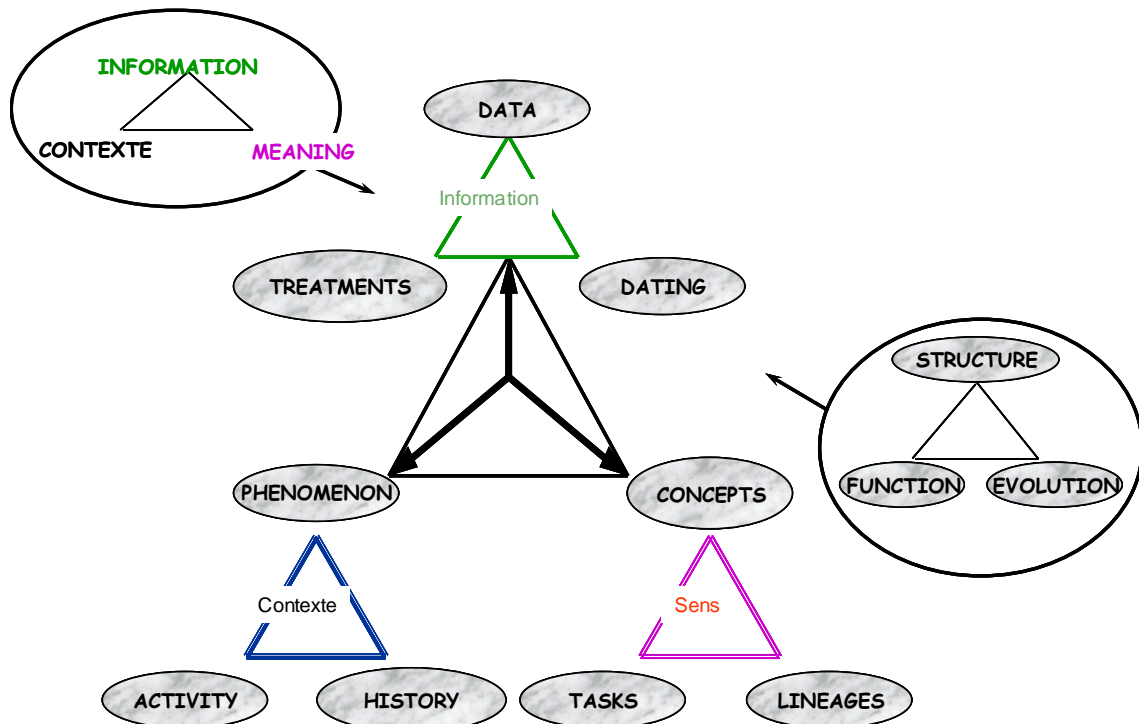 INFORMATION
CONTEXTE
MEANING
DATA
Information
TREATMENTS
DATING
STRUCTURE
FUNCTION
EVOLUTION
PHENOMENON
CONCEPTS
Contexte
Sens
ACTIVITY
HISTORY
TASKS
LINEAGES